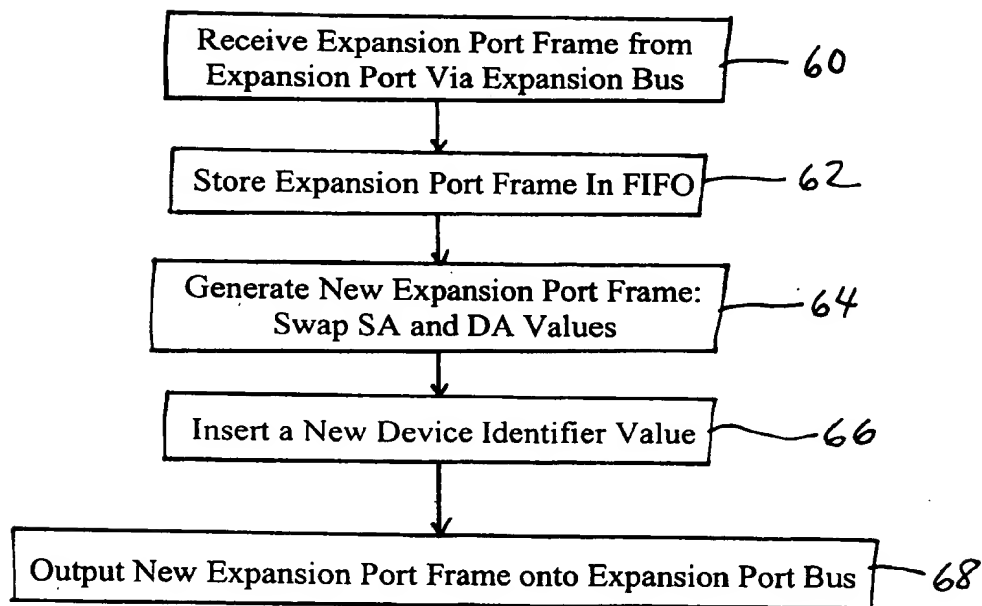 Receive Expansion Port Frame from
Expansion Port Via Expansion Bus
60
Store Expansion Port Frame In FIFO
62
Generate New Expansion Port Frame:
Swap SA and DA Values
64
Insert a New Device Identifier Value
66
Output New Expansion Port Frame onto Expansion Port Bus
68